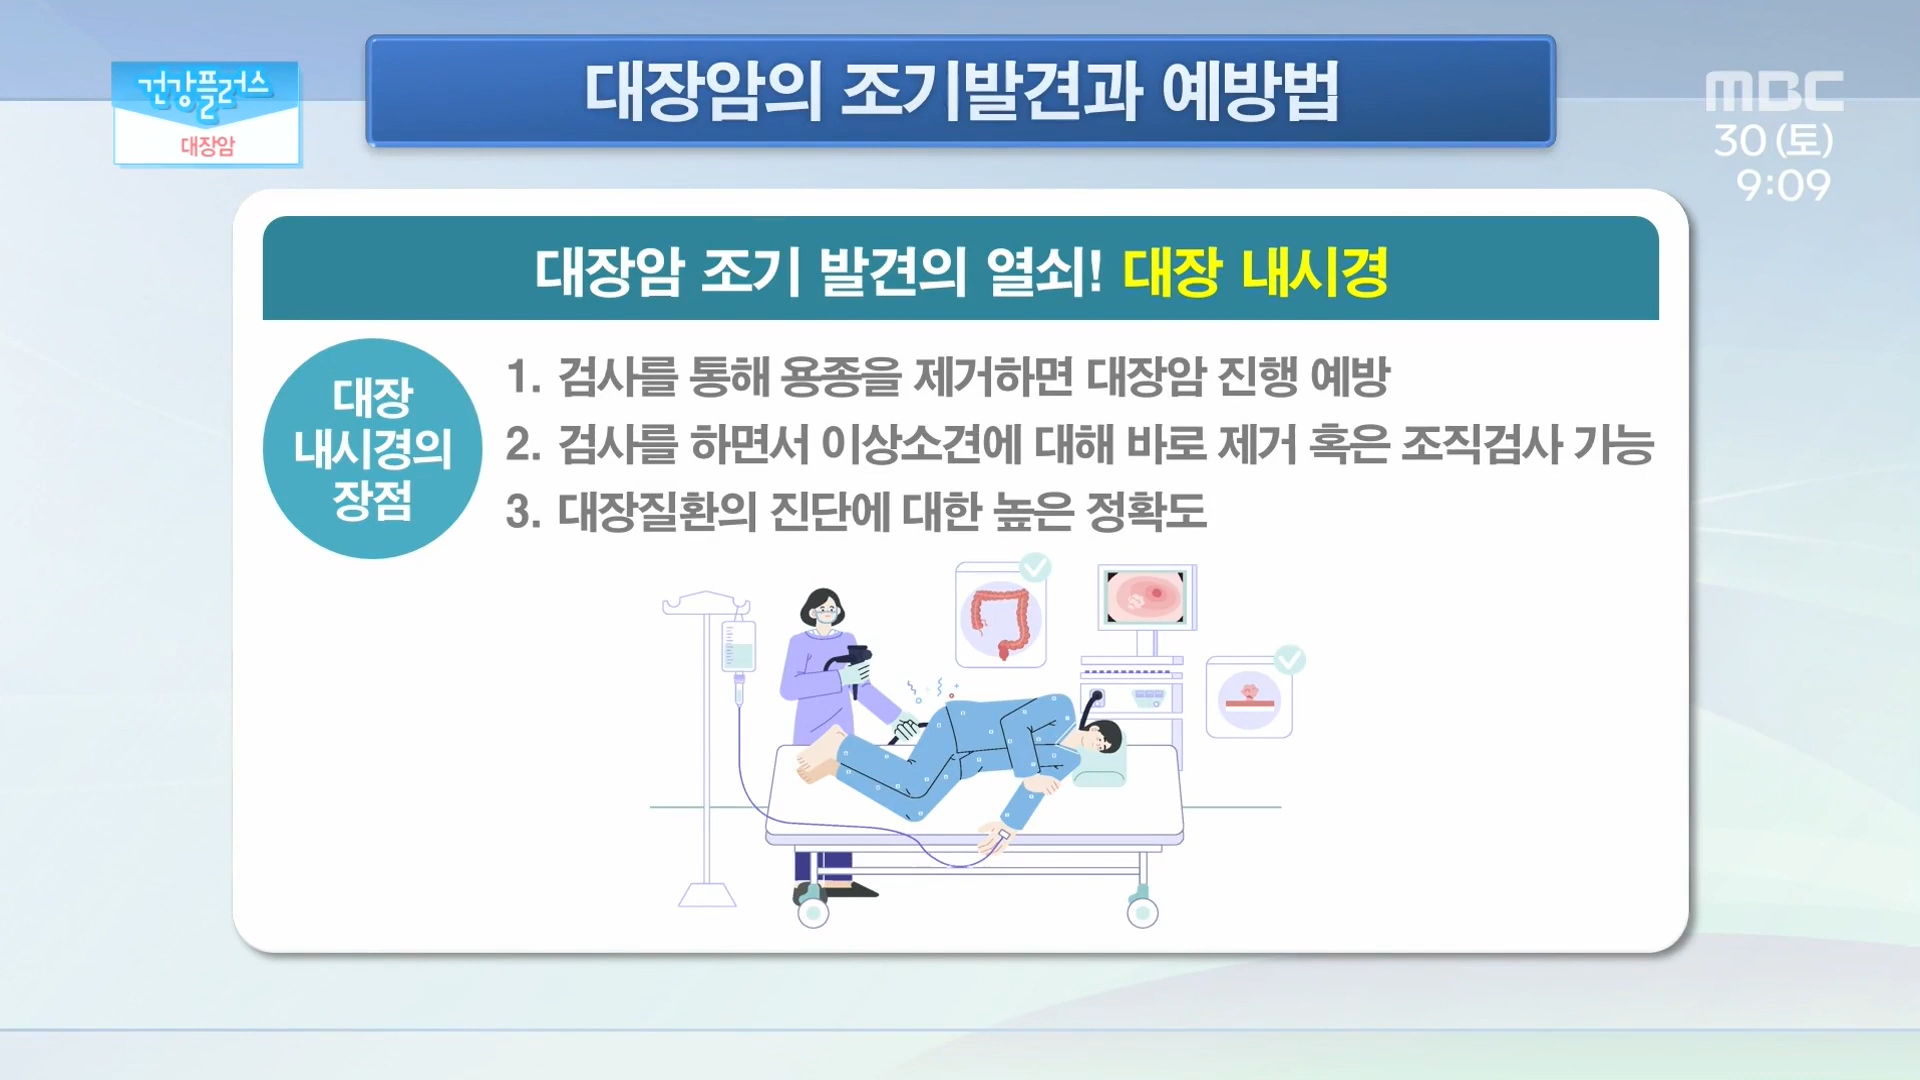 건강플러스
대장암
대장암의 조기발견과 예방법
MBC
30 (토)
9:09
대장암 조기 발견의 열쇠! 대장 내시경
대장
내시경의
장점
1. 검사를 통해 용종을 제거하면 대장암 진행 예방
2. 검사를 하면서 이상소견에 대해 바로 제거 혹은 조직검사 가능
3. 대장질환의 진단에 대한 높은 정확도